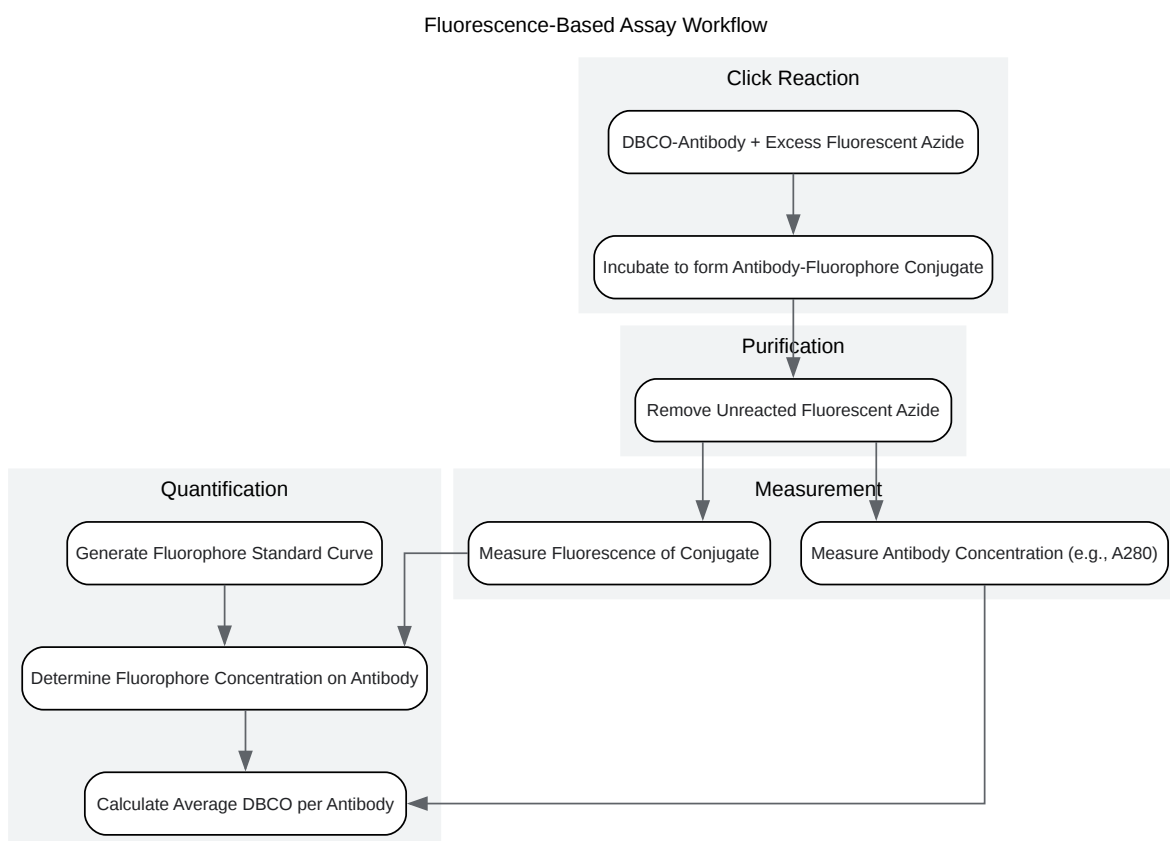 Fluorescence-Based Assay Workflow
Click Reaction
DBCO-Antibody + Excess Fluorescent Azide
Incubate to form Antibody-Fluorophore Conjugate
Purification
Remove Unreacted Fluorescent Azide
Measurement
Measure Fluorescence of Conjugate
Measure Antibody Concentration (e.g., A280)
Quantification
Generate Fluorophore Standard Curve
Determine Fluorophore Concentration on Antibody
Calculate Average DBCO per Antibody